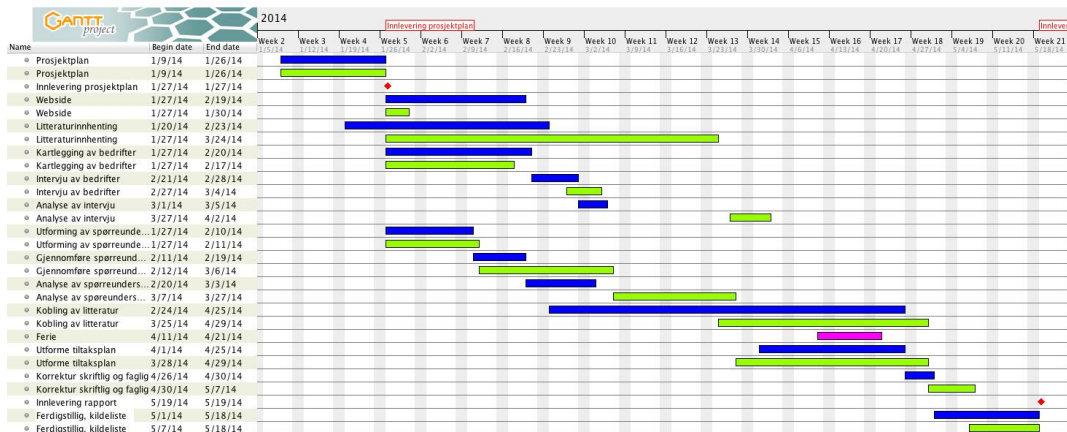 GANTT
project
2014
Innlevering prosjektplan
Innlever
Name Begin date End date
Week 2 Week 3 Week 4 Week 5 Week 6 Week 7 Week 8 Week 9 Week 10 Week 11 Week 12 Week 13 Week 14 Week 15 Week 16 Week 17 Week 18 Week 19 Week 20 Week 21
1/5/14 1/12/14 1/19/14 1/26/14 2/2/14 2/9/14 2/16/14 2/23/14 3/2/14 3/9/14 3/16/14 3/23/14 3/30/14 4/6/14 4/13/14 4/20/14 4/27/14 5/4/14 5/11/14 5/18/14
Prosjektplan 1/9/14 1/26/14
Prosjektplan 1/9/14 1/26/14
Innlevering prosjektplan 1/27/14 1/27/14
Webside 1/27/14 2/19/14
Webside 1/27/14 1/30/14
Litteraturinnhenting 1/20/14 2/23/14
Litteraturinnhenting 1/27/14 3/24/14
Kartlegging av bedrifter 1/27/14 2/20/14
Kartlegging av bedrifter 1/27/14 2/17/14
Intervju av bedrifter 2/21/14 2/28/14
Intervju av bedrifter 2/27/14 3/4/14
Analyse av intervju 3/1/14 3/5/14
Analyse av intervju 3/27/14 4/2/14
Utforming av spørreunde... 1/27/14 2/10/14
Utforming av spørreunde... 1/27/14 2/11/14
Gjennomføre spørreund... 2/11/14 2/19/14
Gjennomføre spørreund... 2/12/14 3/6/14
Analyse av spørreunders... 2/20/14 3/3/14
Analyse av spøreunders... 3/7/14 3/27/14
Kobling av litteratur 2/24/14 4/25/14
Kobling av litteratur 3/25/14 4/29/14
Ferie 4/11/14 4/21/14
Utforme tiltaksplan 4/1/14 4/25/14
Utforme tiltaksplan 3/28/14 4/29/14
Korrektur skriftlig og faglig 4/26/14 4/30/14
Korrektur skriftlig og faglig 4/30/14 5/7/14
Innlevering rapport 5/19/14 5/19/14
Ferdigstillig, kildeliste 5/1/14 5/18/14
Ferdigstillig, kildeliste 5/7/14 5/18/14